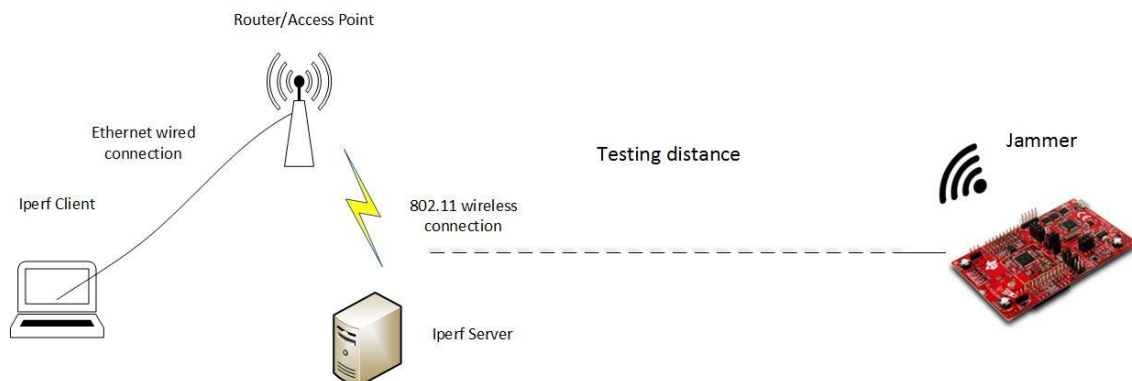 Router/Access Point
Ethernet wired
connection
Iperf Client
802.11 wireless
connection
Testing distance
Jammer
Iperf Server